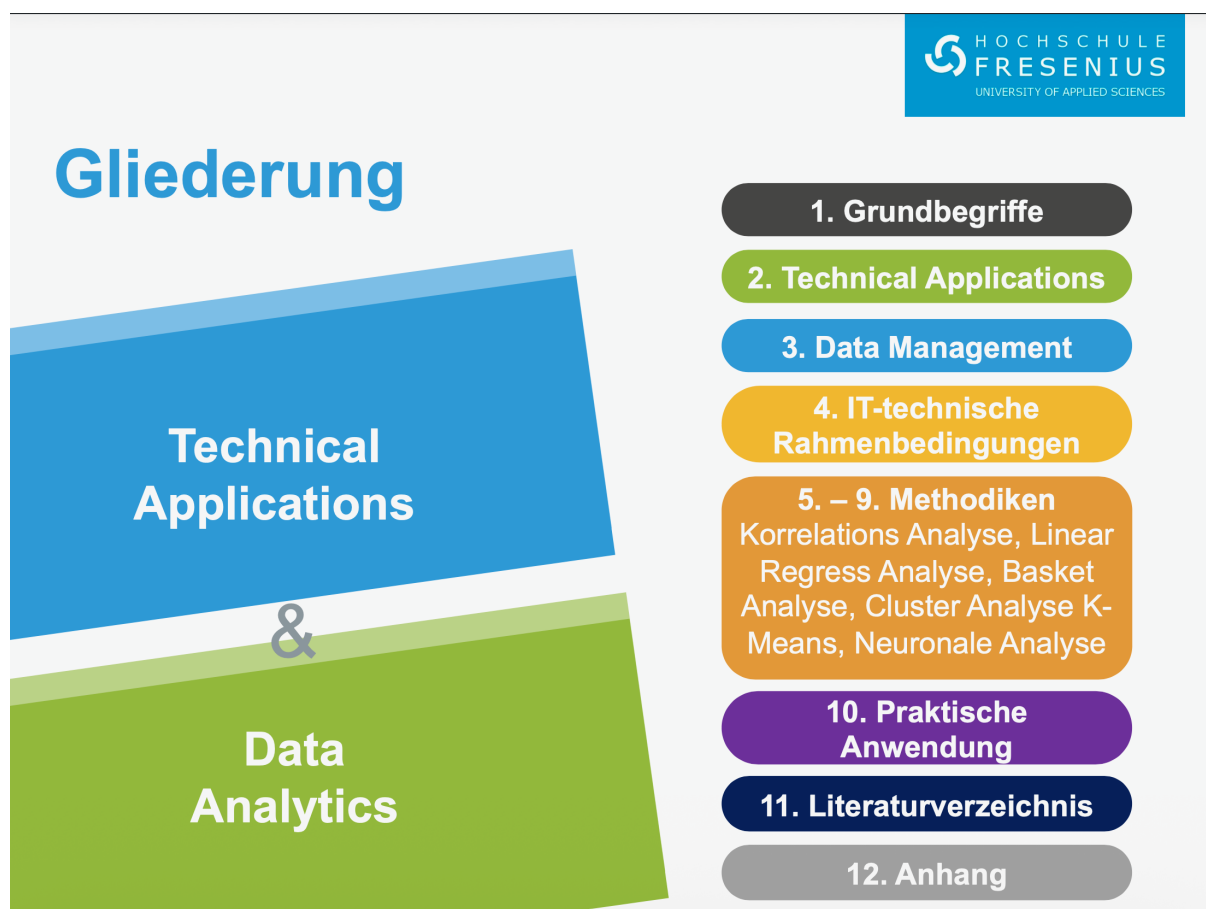 HOCHSCHULE
FRESENIUS
UNIVERSITY OF APPLIED SCIENCES
Gliederung
Technical
Applications
&
Data
Analytics
1. Grundbegriffe
2. Technical Applications
3. Data Management
4. IT-technische
Rahmenbedingungen
5. – 9. Methodiken
Korrelations Analyse, Linear
Regress Analyse, Basket
Analyse, Cluster Analyse K-
Means, Neuronale Analyse
10. Praktische
Anwendung
11. Literaturverzeichnis
12. Anhang